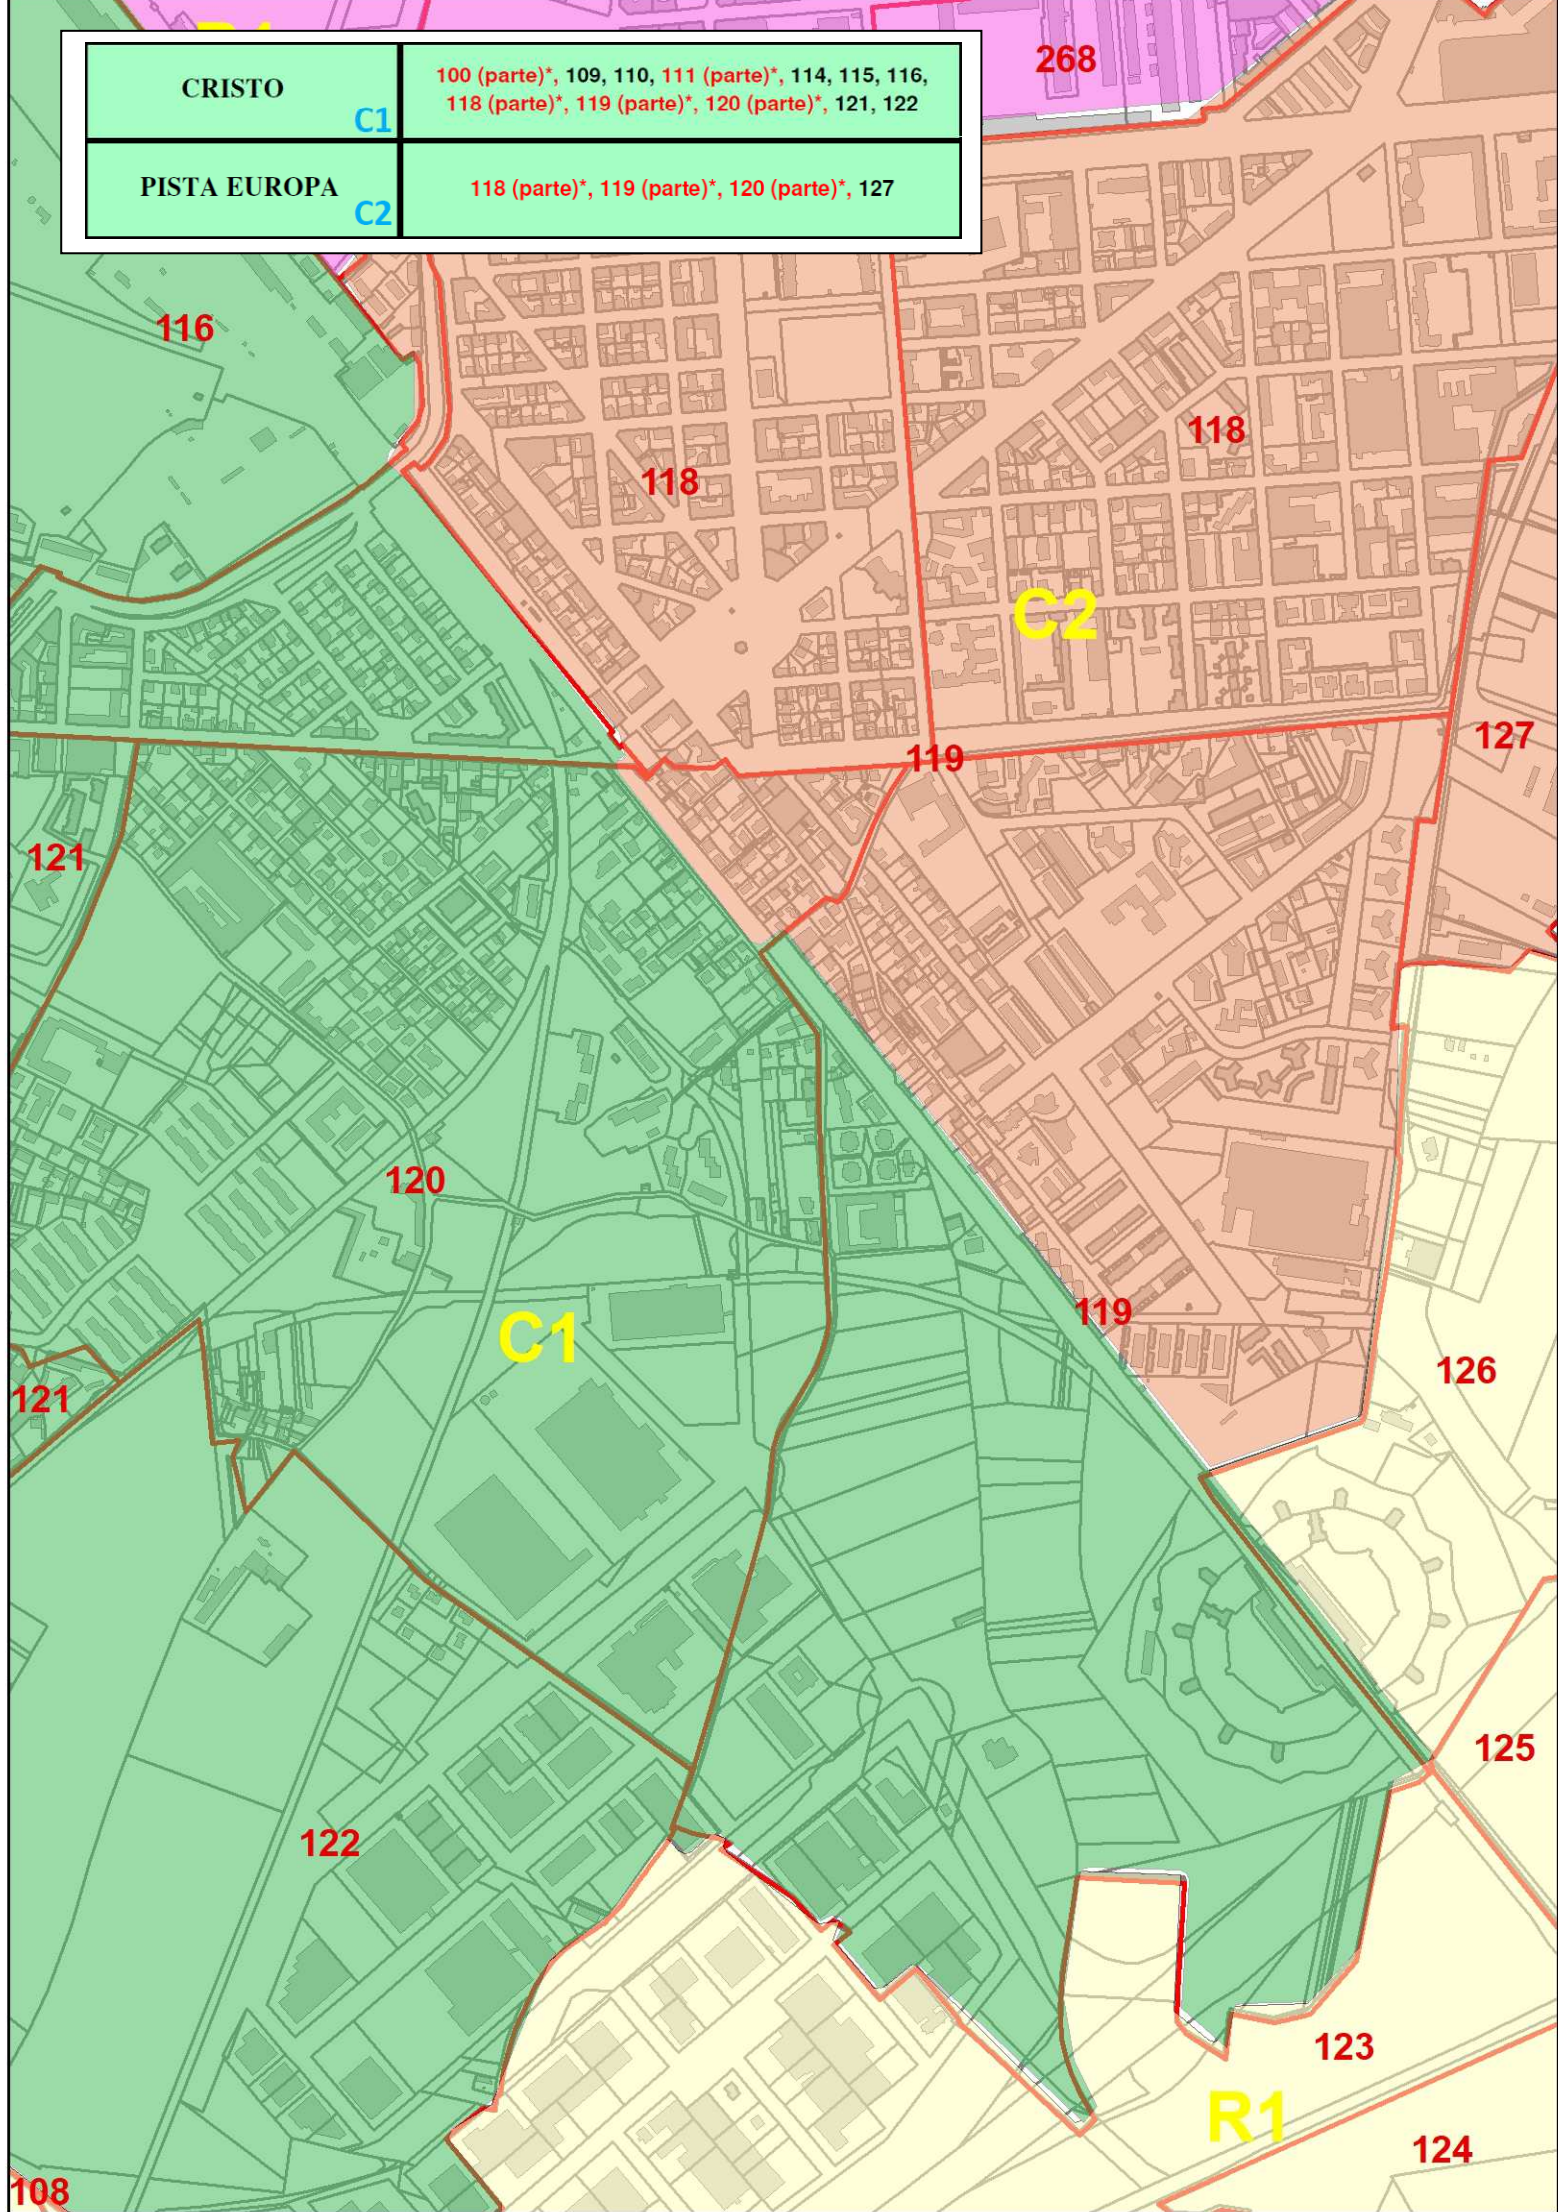 268
CRISTO
C1
100 (parte)*, 109, 110, 111 (parte)*, 114, 115, 116,
118 (parte)*, 119 (parte)*, 120 (parte)*, 121, 122
PISTA EUROPA
C2
118 (parte)*, 119 (parte)*, 120 (parte)*, 127
116
118
118
C2
127
119
121
120
119
C1
126
121
125
122
123
R1
124
108